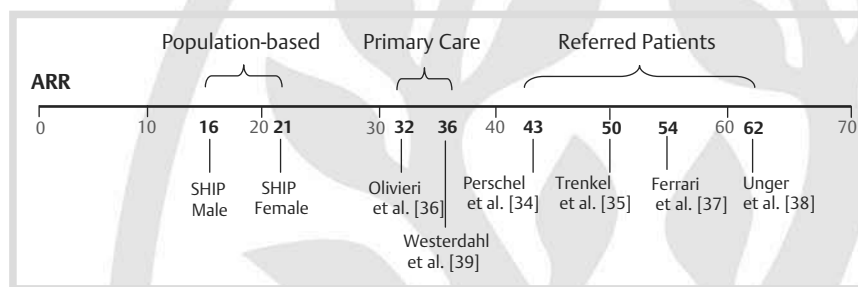 Population-based Primary Care Referred Patients
ARR
0 10 16 20 21 30 32 36 40 43 50 54 60 62 70
SHIP Male
SHIP Female
Olivieri et al. [36]
Westerdahl et al. [39]
Perschel et al. [34]
Trenkel et al. [35]
Ferrari et al. [37]
Unger et al. [38]